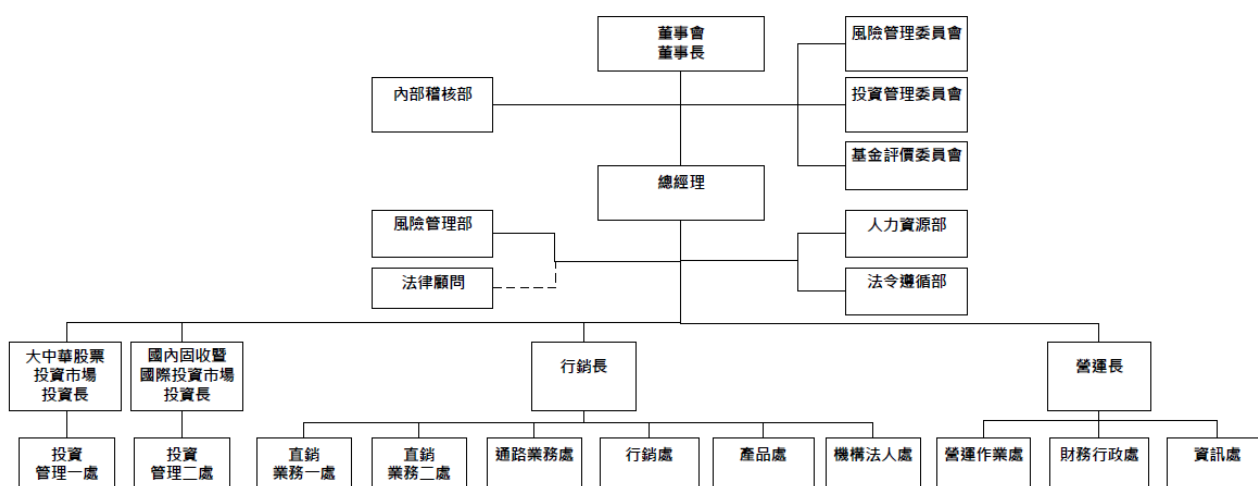 董事會
董事長
風險管理委員會
內部稽核部
投資管理委員會
基金評價委員會
總經理
風險管理部
人力資源部
法律顧問
法令遵循部
大中華股票
投資市場
投資長
國內固收暨
國際投資市場
投資長
行銷長
營運長
投資
管理一處
投資
管理二處
直銷
業務一處
直銷
業務二處
通路業務處
行銷處
產品處
機構法人處
營運作業處
財務行政處
資訊處